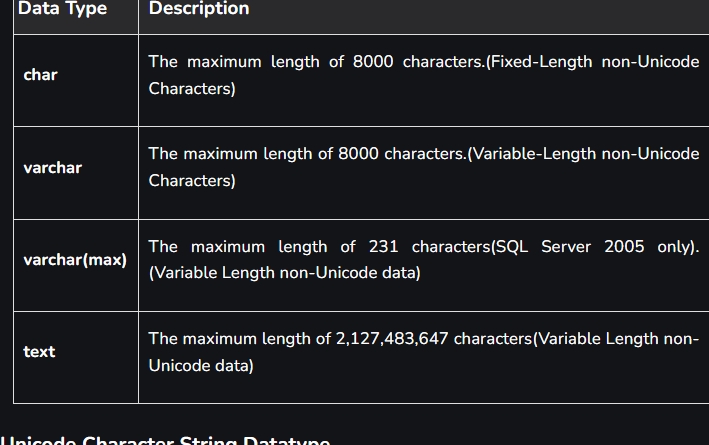 Data Type Description
char
The maximum length of 8000 characters.(Fixed-Length non-Unicode
Characters)
varchar
The maximum length of 8000 characters.(Variable-Length non-Unicode
Characters)
varchar(max)
The maximum length of 231 characters(SQL Server 2005 only).
(Variable Length non-Unicode data)
text
The maximum length of 2,127,483,647 characters(Variable Length non-
Unicode data)
Unicode Character String Datatype